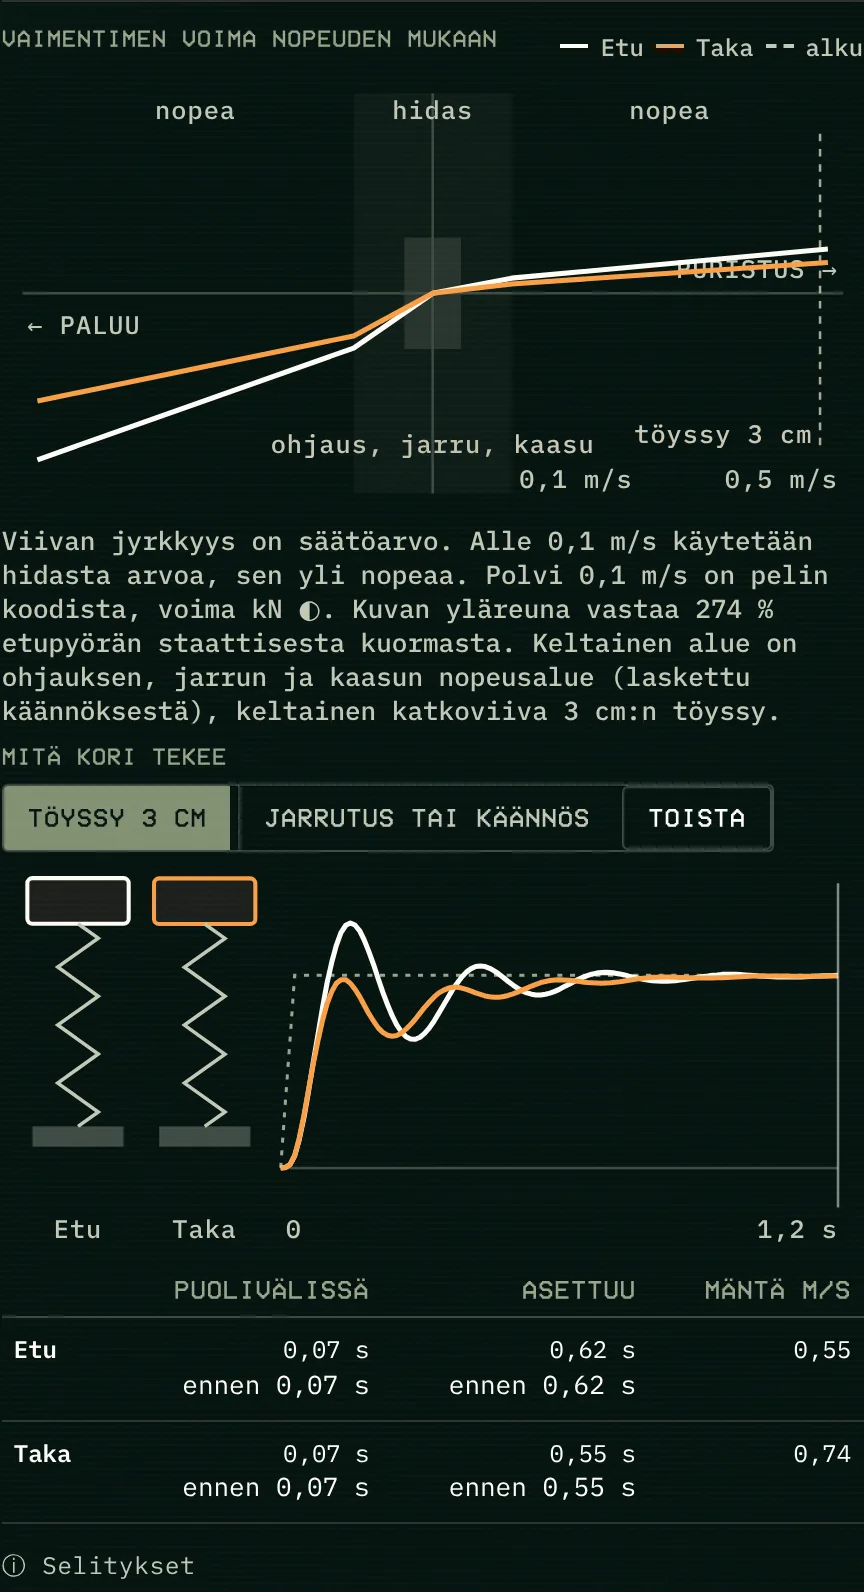 VAIMENTIMEN VOIMA NOPEUDEN MUKAAN
Etu Taka alku
nopea hidas nopea
PURISTUS →
← PALUU
ohjaus, jarru, kaasu töyssy 3 cm
0,1 m/s 0,5 m/s
Viivan jyrkkyys on säätöarvo. Alle 0,1 m/s käytetään
hidasta arvoa, sen yli nopeaa. Polvi 0,1 m/s on pelin
koodista, voima kN ◐. Kuvan yläreuna vastaa 274 %
etupyörän staattisesta kuormasta. Keltainen alue on
ohjauksen, jarrun ja kaasun nopeusalue (laskettu
käännöksestä), keltainen katkoviiva 3 cm:n töyssy.
MITÄ KORI TEKEE
TÖYSSY 3 CM JARRUTUS TAI KÄÄNNÖS TOISTA
Etu Taka 0 1,2 s
PUOLIVÄLISSÄ ASETTUU MÄNTÄ M/S
Etu 0,07 s 0,62 s 0,55
ennen 0,07 s ennen 0,62 s
Taka 0,07 s 0,55 s 0,74
ennen 0,07 s ennen 0,55 s
ⓘ Selitykset